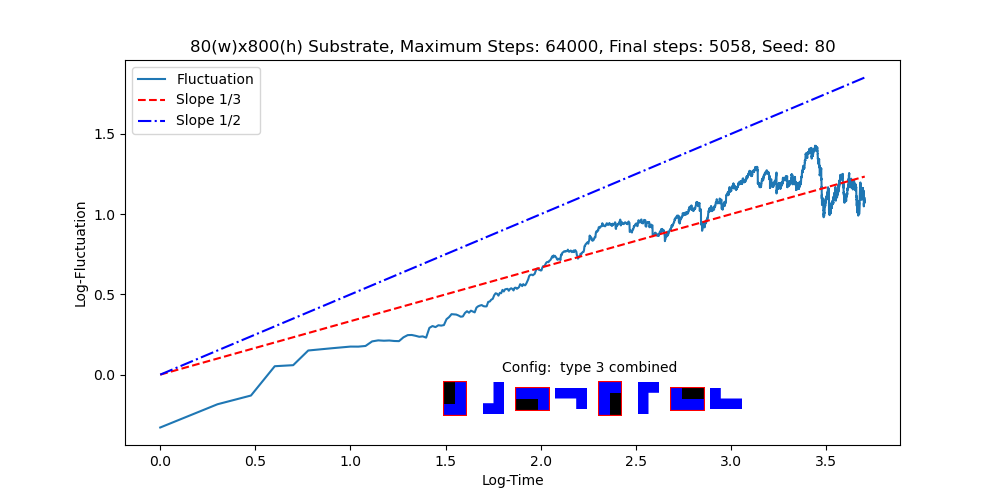 80(w)x800(h) Substrate, Maximum Steps: 64000, Final steps: 5058, Seed: 80
Fluctuation
Slope 1/3
Slope 1/2
1.5
1.0
0.5
0.0
Log-Fluctuation
Config:  type 3 combined
0.0 0.5 1.0 1.5 2.0 2.5 3.0 3.5
Log-Time